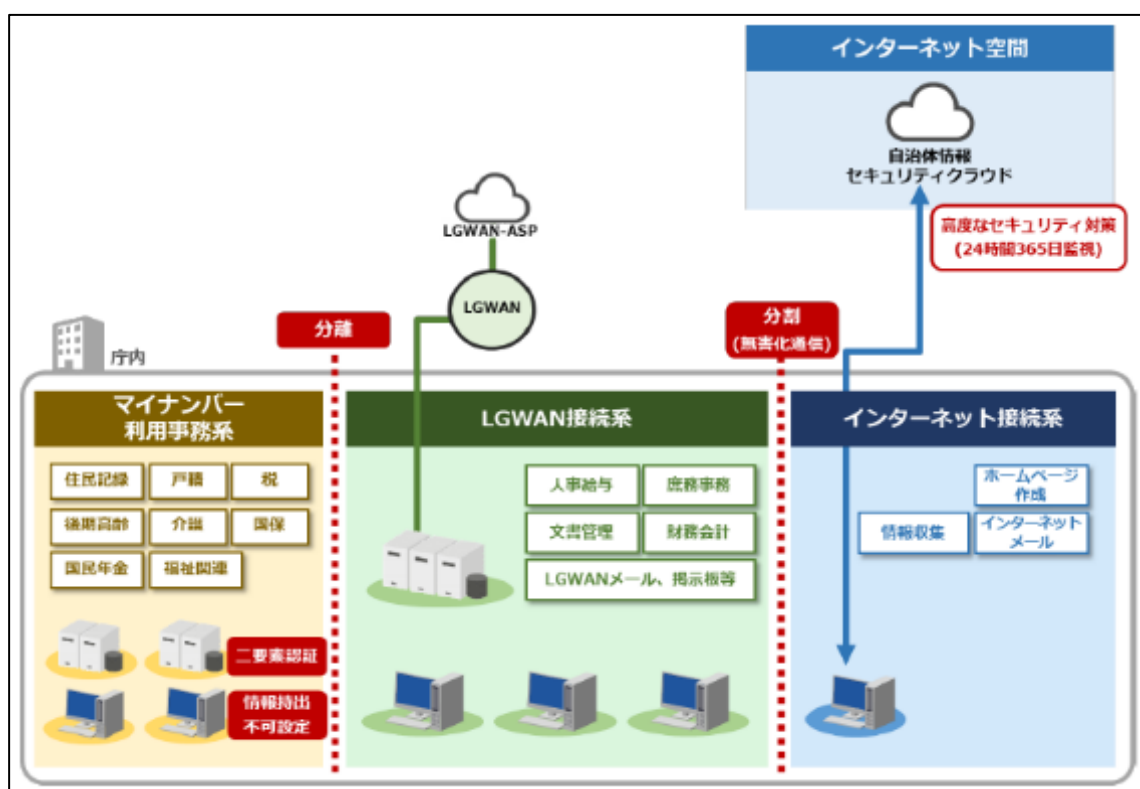 インターネット空間
自治体情報
セキュリティクラウド
高度なセキュリティ対策
(24時間365日監視)
LGWAN-ASP
LGWAN
分離
分割
(無害化通信)
庁内
マイナンバー
利用事務系
住民記録
戸籍
税
後期高齢
介護
国保
国民年金
福祉関連
二要素認証
情報持出
不可設定
LGWAN接続系
人事給与
庶務事務
文書管理
財務会計
LGWANメール、掲示板等
インターネット接続系
ホームページ
作成
情報収集
インターネット
メール